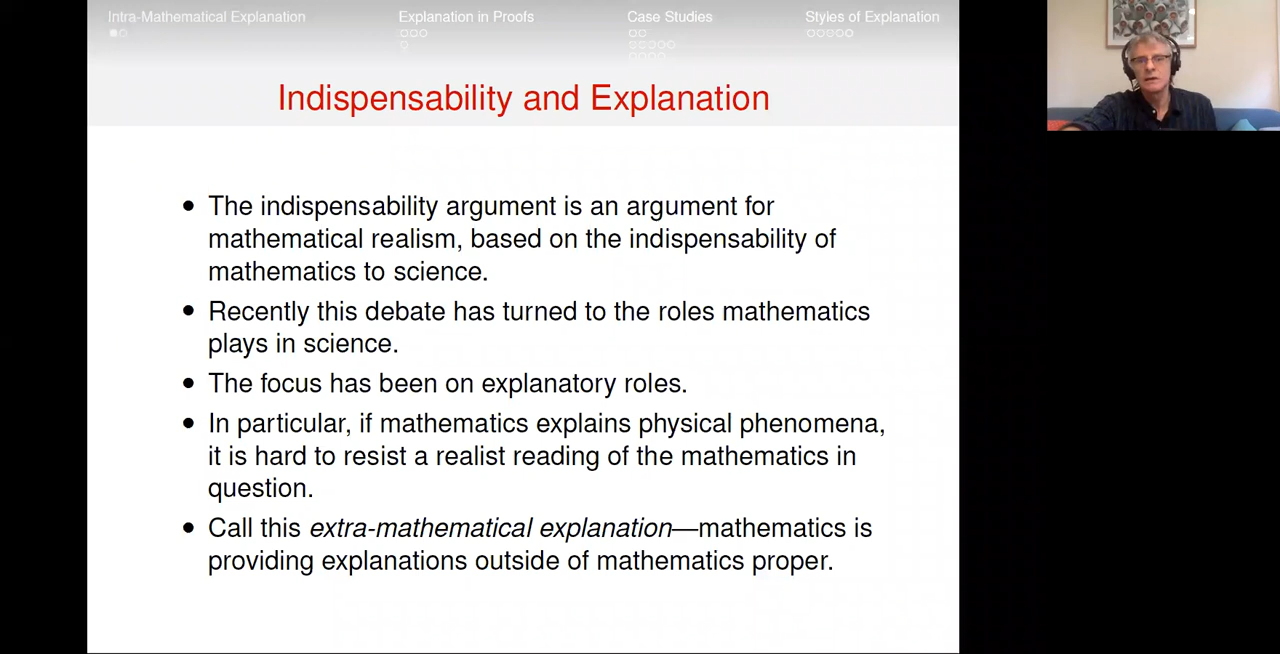 Intra-Mathematical Explanation
Explanation in Proofs
Case Studies
Styles of Explanation
Indispensability and Explanation
• The indispensability argument is an argument for
mathematical realism, based on the indispensability of
mathematics to science.
• Recently this debate has turned to the roles mathematics
plays in science.
• The focus has been on explanatory roles.
• In particular, if mathematics explains physical phenomena,
it is hard to resist a realist reading of the mathematics in
question.
• Call this extra-mathematical explanation—mathematics is
providing explanations outside of mathematics proper.